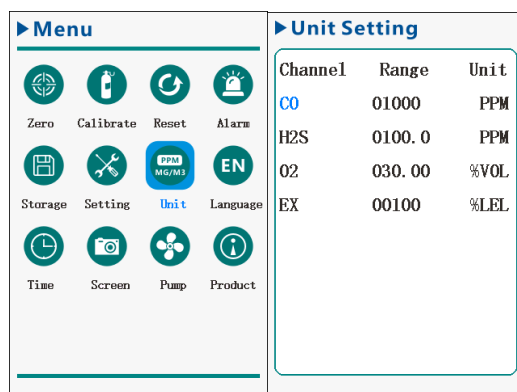 Menu
Zero Calibrate Reset Alarm
PPM
MG/M3
EN
Storage Setting Unit Language
Time Screen Pump Product
Unit Setting
Channel Range Unit
CO 01000 PPM
H2S 0100.0 PPM
O2 030.00 %VOL
EX 00100 %LEL